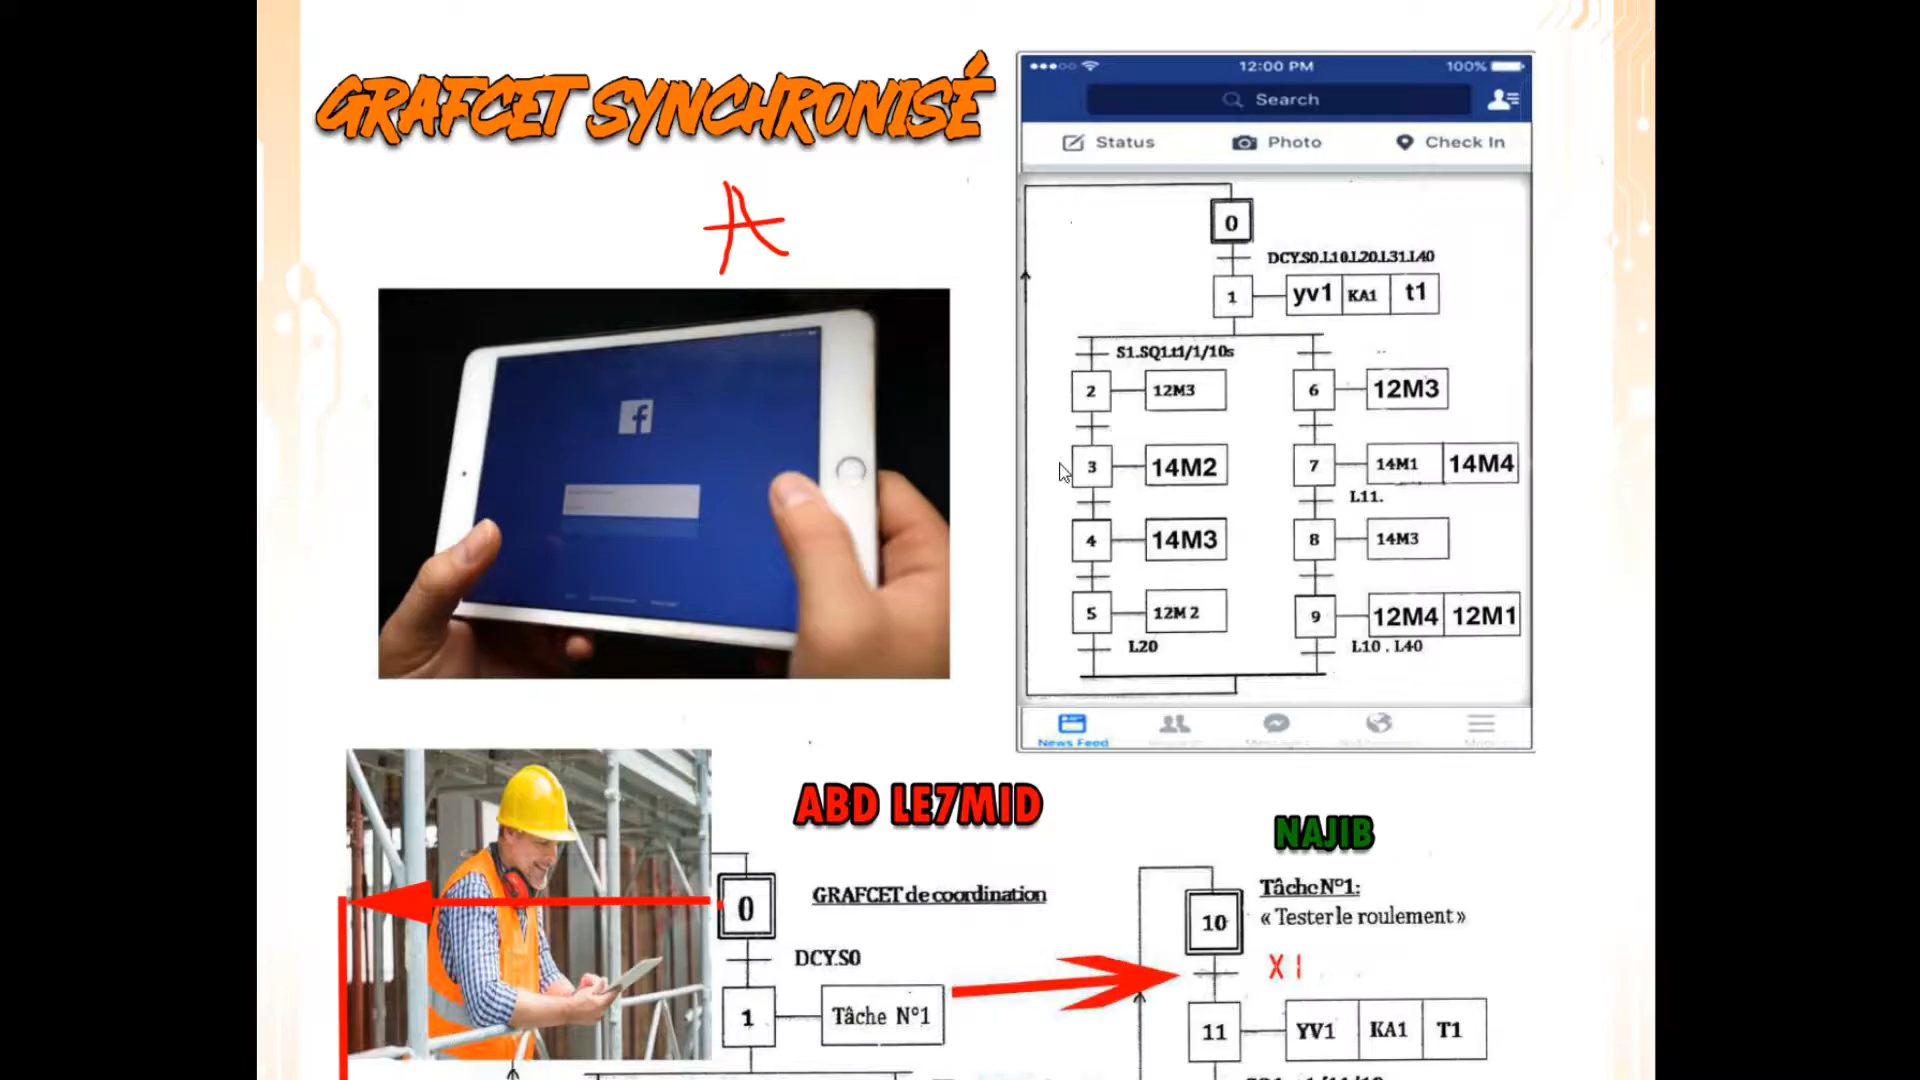 GRAFCET SYNCHRONISÉ
A
12:00 PM
100%
Search
Status
Photo
Check In
0
DCY.S0.L10.L20.L31.L40
1
yv1 KA1 t1
S1.SQ1.t1/1/10s
2 12M3
6 12M3
3 14M2
7 14M1 14M4
L11.
4 14M3
8 14M3
5 12M2
9 12M4 12M1
L20
L10 . L40
News Feed
f
ABD LE7MID
NAJIB
0
GRAFCET de coordination
DCY.S0
1 Tâche N°1
10
Tâche N°1:
« Tester le roulement »
X1
11 YV1 KA1 T1